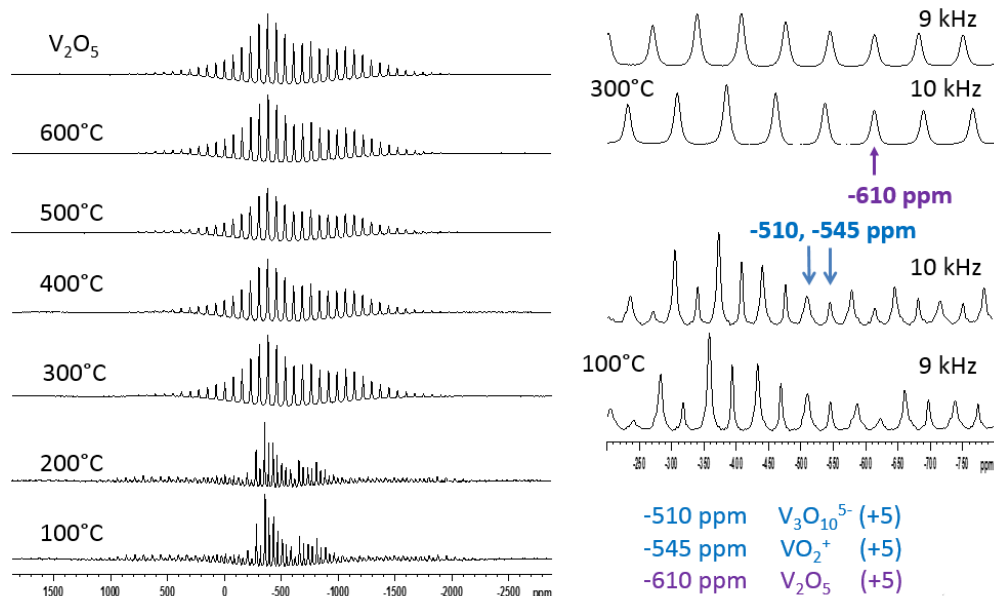 V₂O₅
600°C
500°C
400°C
300°C
200°C
100°C
1500 1000 500 0 -500 -1000 -1500 -2000 -2500 ppm
9 kHz
300°C
10 kHz
-610 ppm
-510, -545 ppm
10 kHz
100°C
9 kHz
-250 -300 -350 -400 -450 -500 -550 -600 -650 -700 -750 ppm
-510 ppm V₃O₁₀⁵⁻ (+5)
-545 ppm VO₂⁺ (+5)
-610 ppm V₂O₅ (+5)